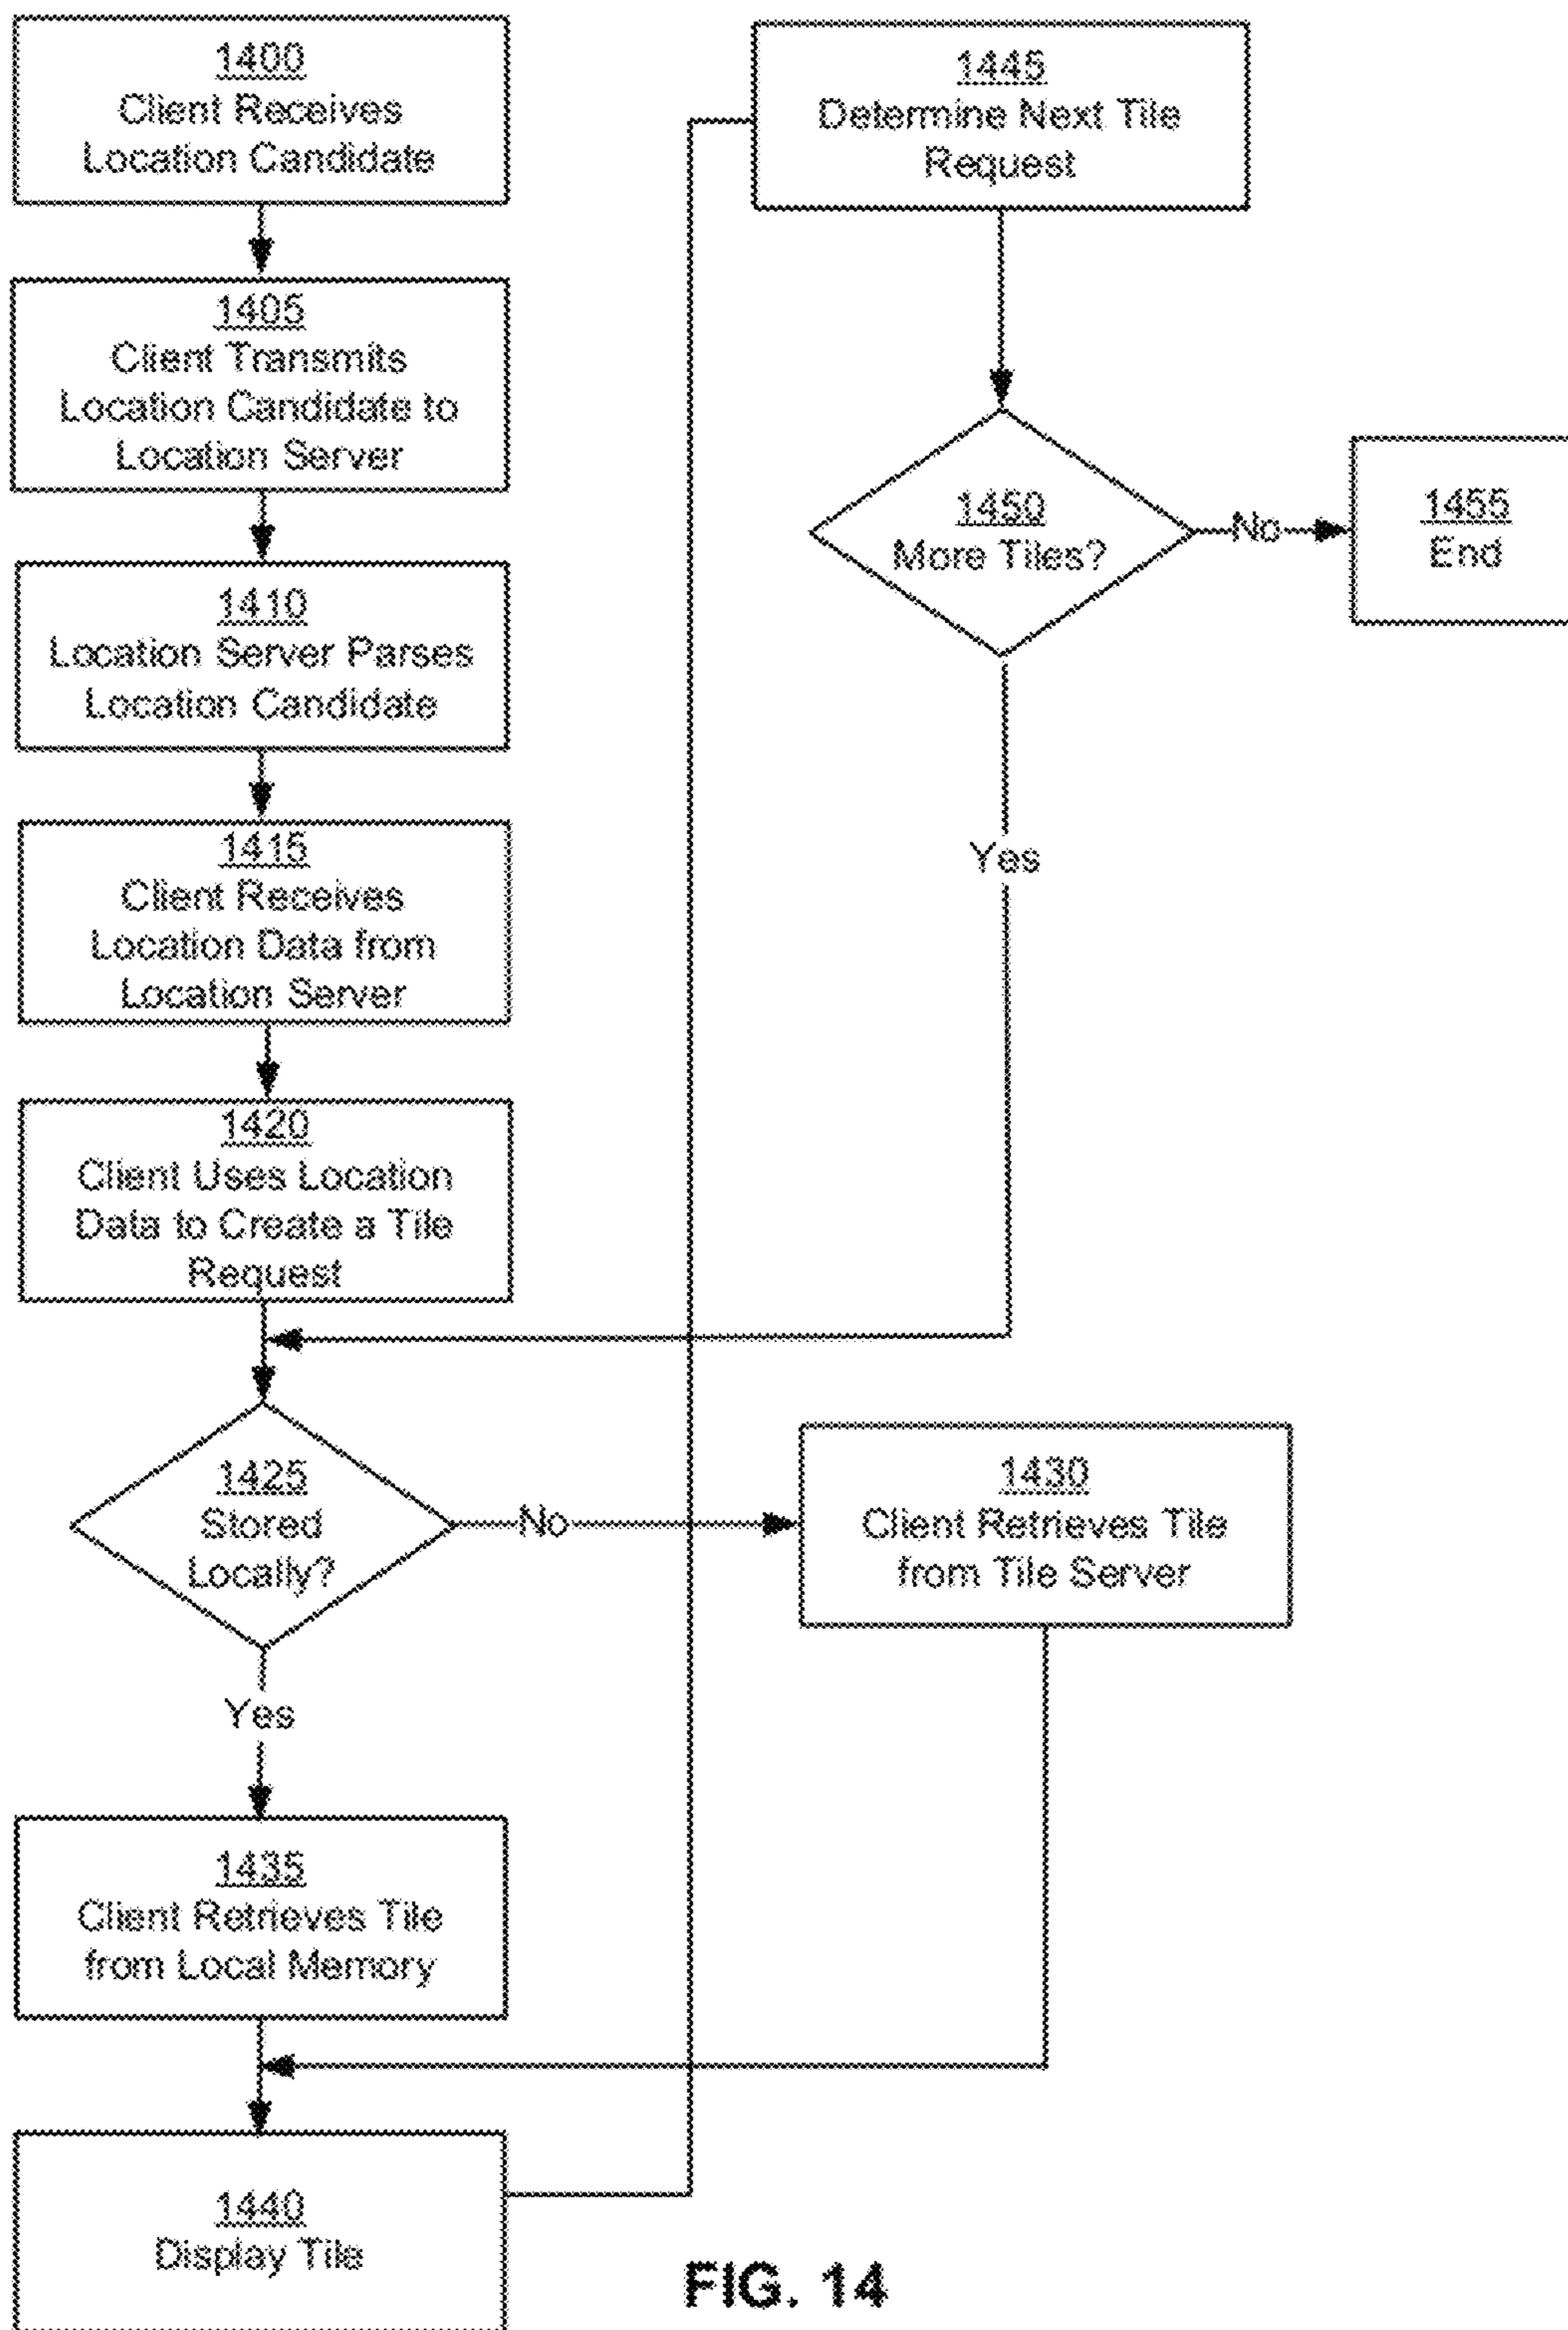 1400
Client Receives
Location Candidate
1405
Client Transmits
Location Candidate to
Location Server
1410
Location Server Parses
Location Candidate
1415
Client Receives
Location Data from
Location Server
1420
Client Uses Location
Data to Create a Tile
Request
1425
Stored
Locally?
No
1430
Client Retrieves Tile
from Tile Server
Yes
1435
Client Retrieves Tile
from Local Memory
1440
Display Tile
1445
Determine Next Tile
Request
1450
More Tiles?
No
1455
End
Yes
FIG. 14